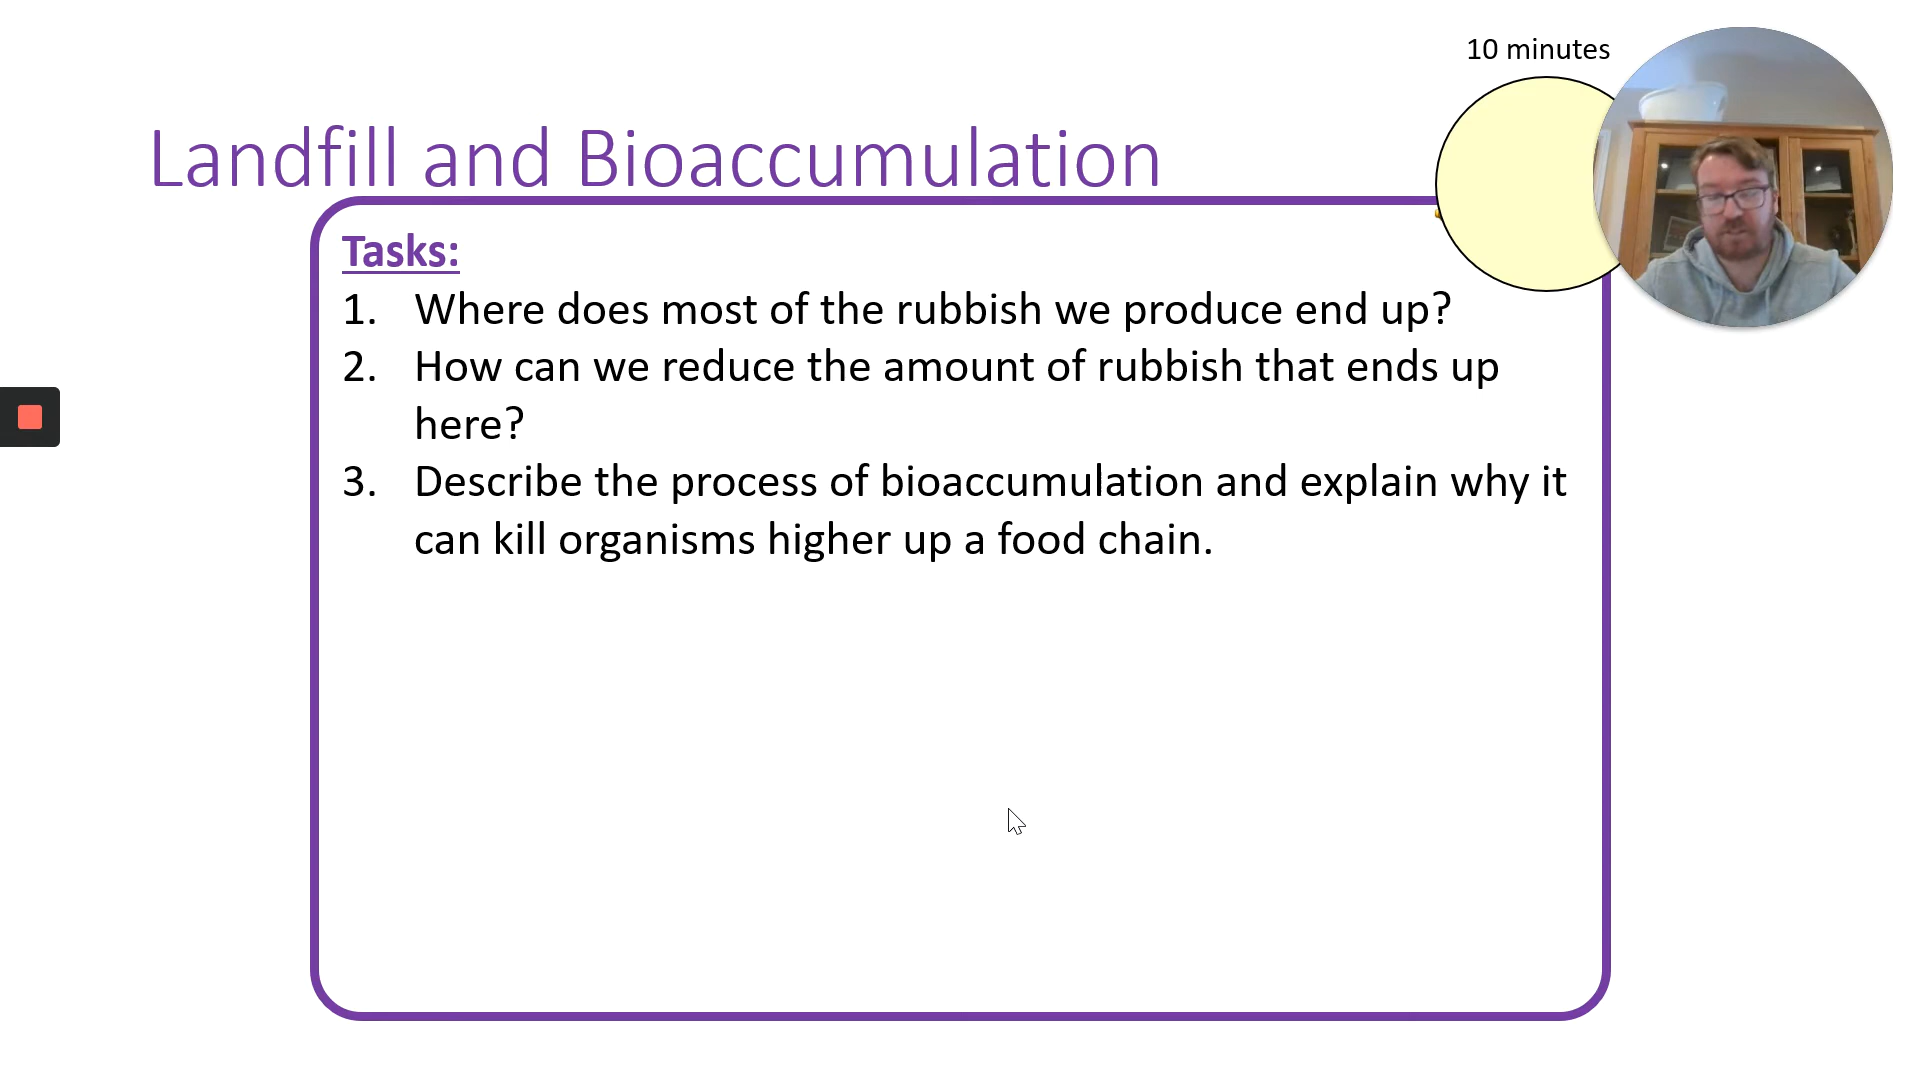 10 minutes
Landfill and Bioaccumulation
Tasks:
1. Where does most of the rubbish we produce end up?
2. How can we reduce the amount of rubbish that ends up
here?
3. Describe the process of bioaccumulation and explain why it
can kill organisms higher up a food chain.